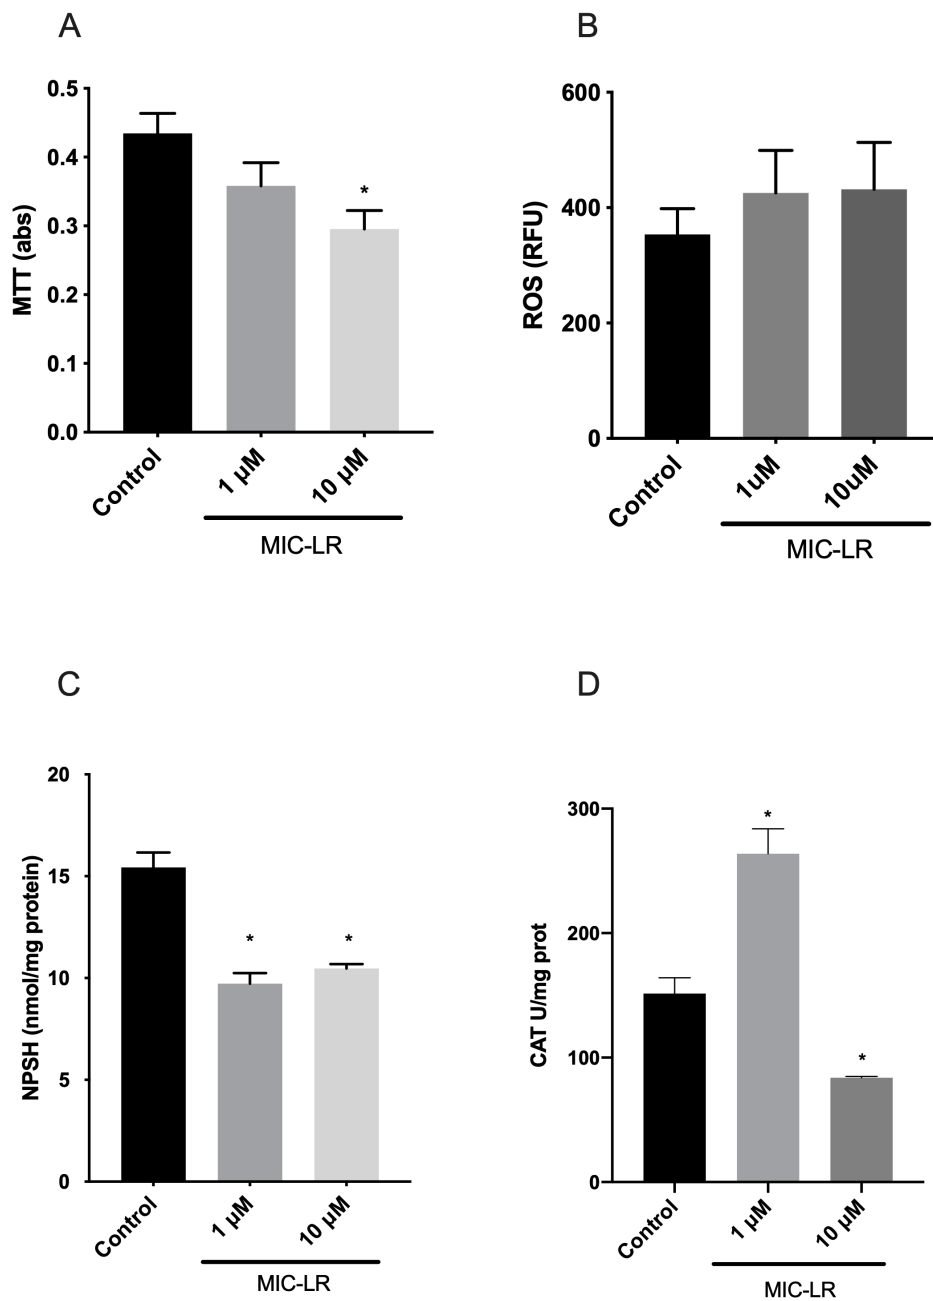 A
MTT (abs)
0.5
0.4
0.3
0.2
0.1
0.0
*
Control
1 µM
10 µM
MIC-LR
B
ROS (RFU)
600
400
200
0
Control
1uM
10uM
MIC-LR
C
NPSH (nmol/mg protein)
20
15
10
5
0
*
*
Control
1 µM
10 µM
MIC-LR
D
CAT U/mg prot
300
200
100
0
*
*
Control
1 µM
10 µM
MIC-LR